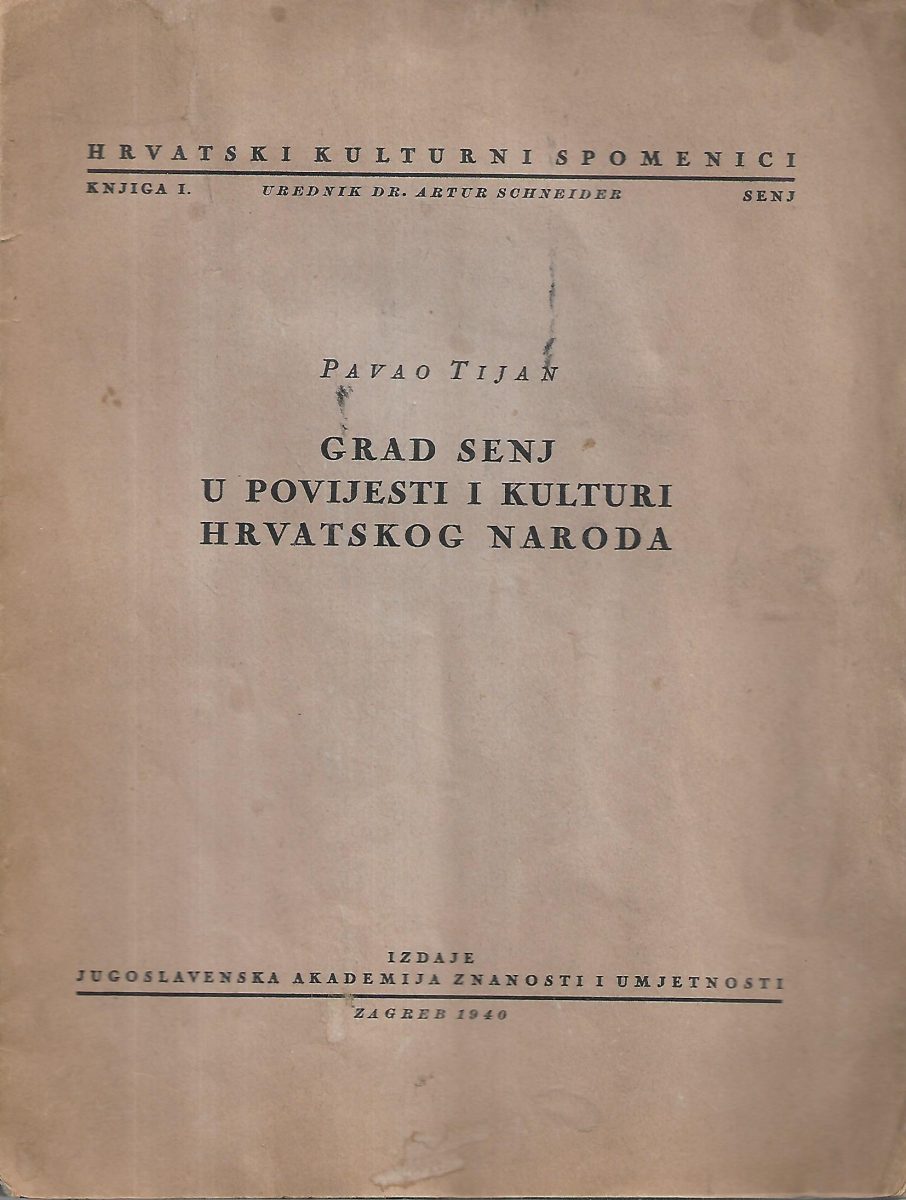 HRVATSKI KULTURNI SPOMENICI
KNJIGA I. UREDNIK DR. ARTUR SCHNEIDER SENJ
PAVAO TIJAN
GRAD SENJ
U POVIJESTI I KULTURI
HRVATSKOG NARODA
IZDAJE
JUGOSLAVENSKA AKADEMIJA ZNANOSTI I UMJETNOSTI
ZAGREB 1940